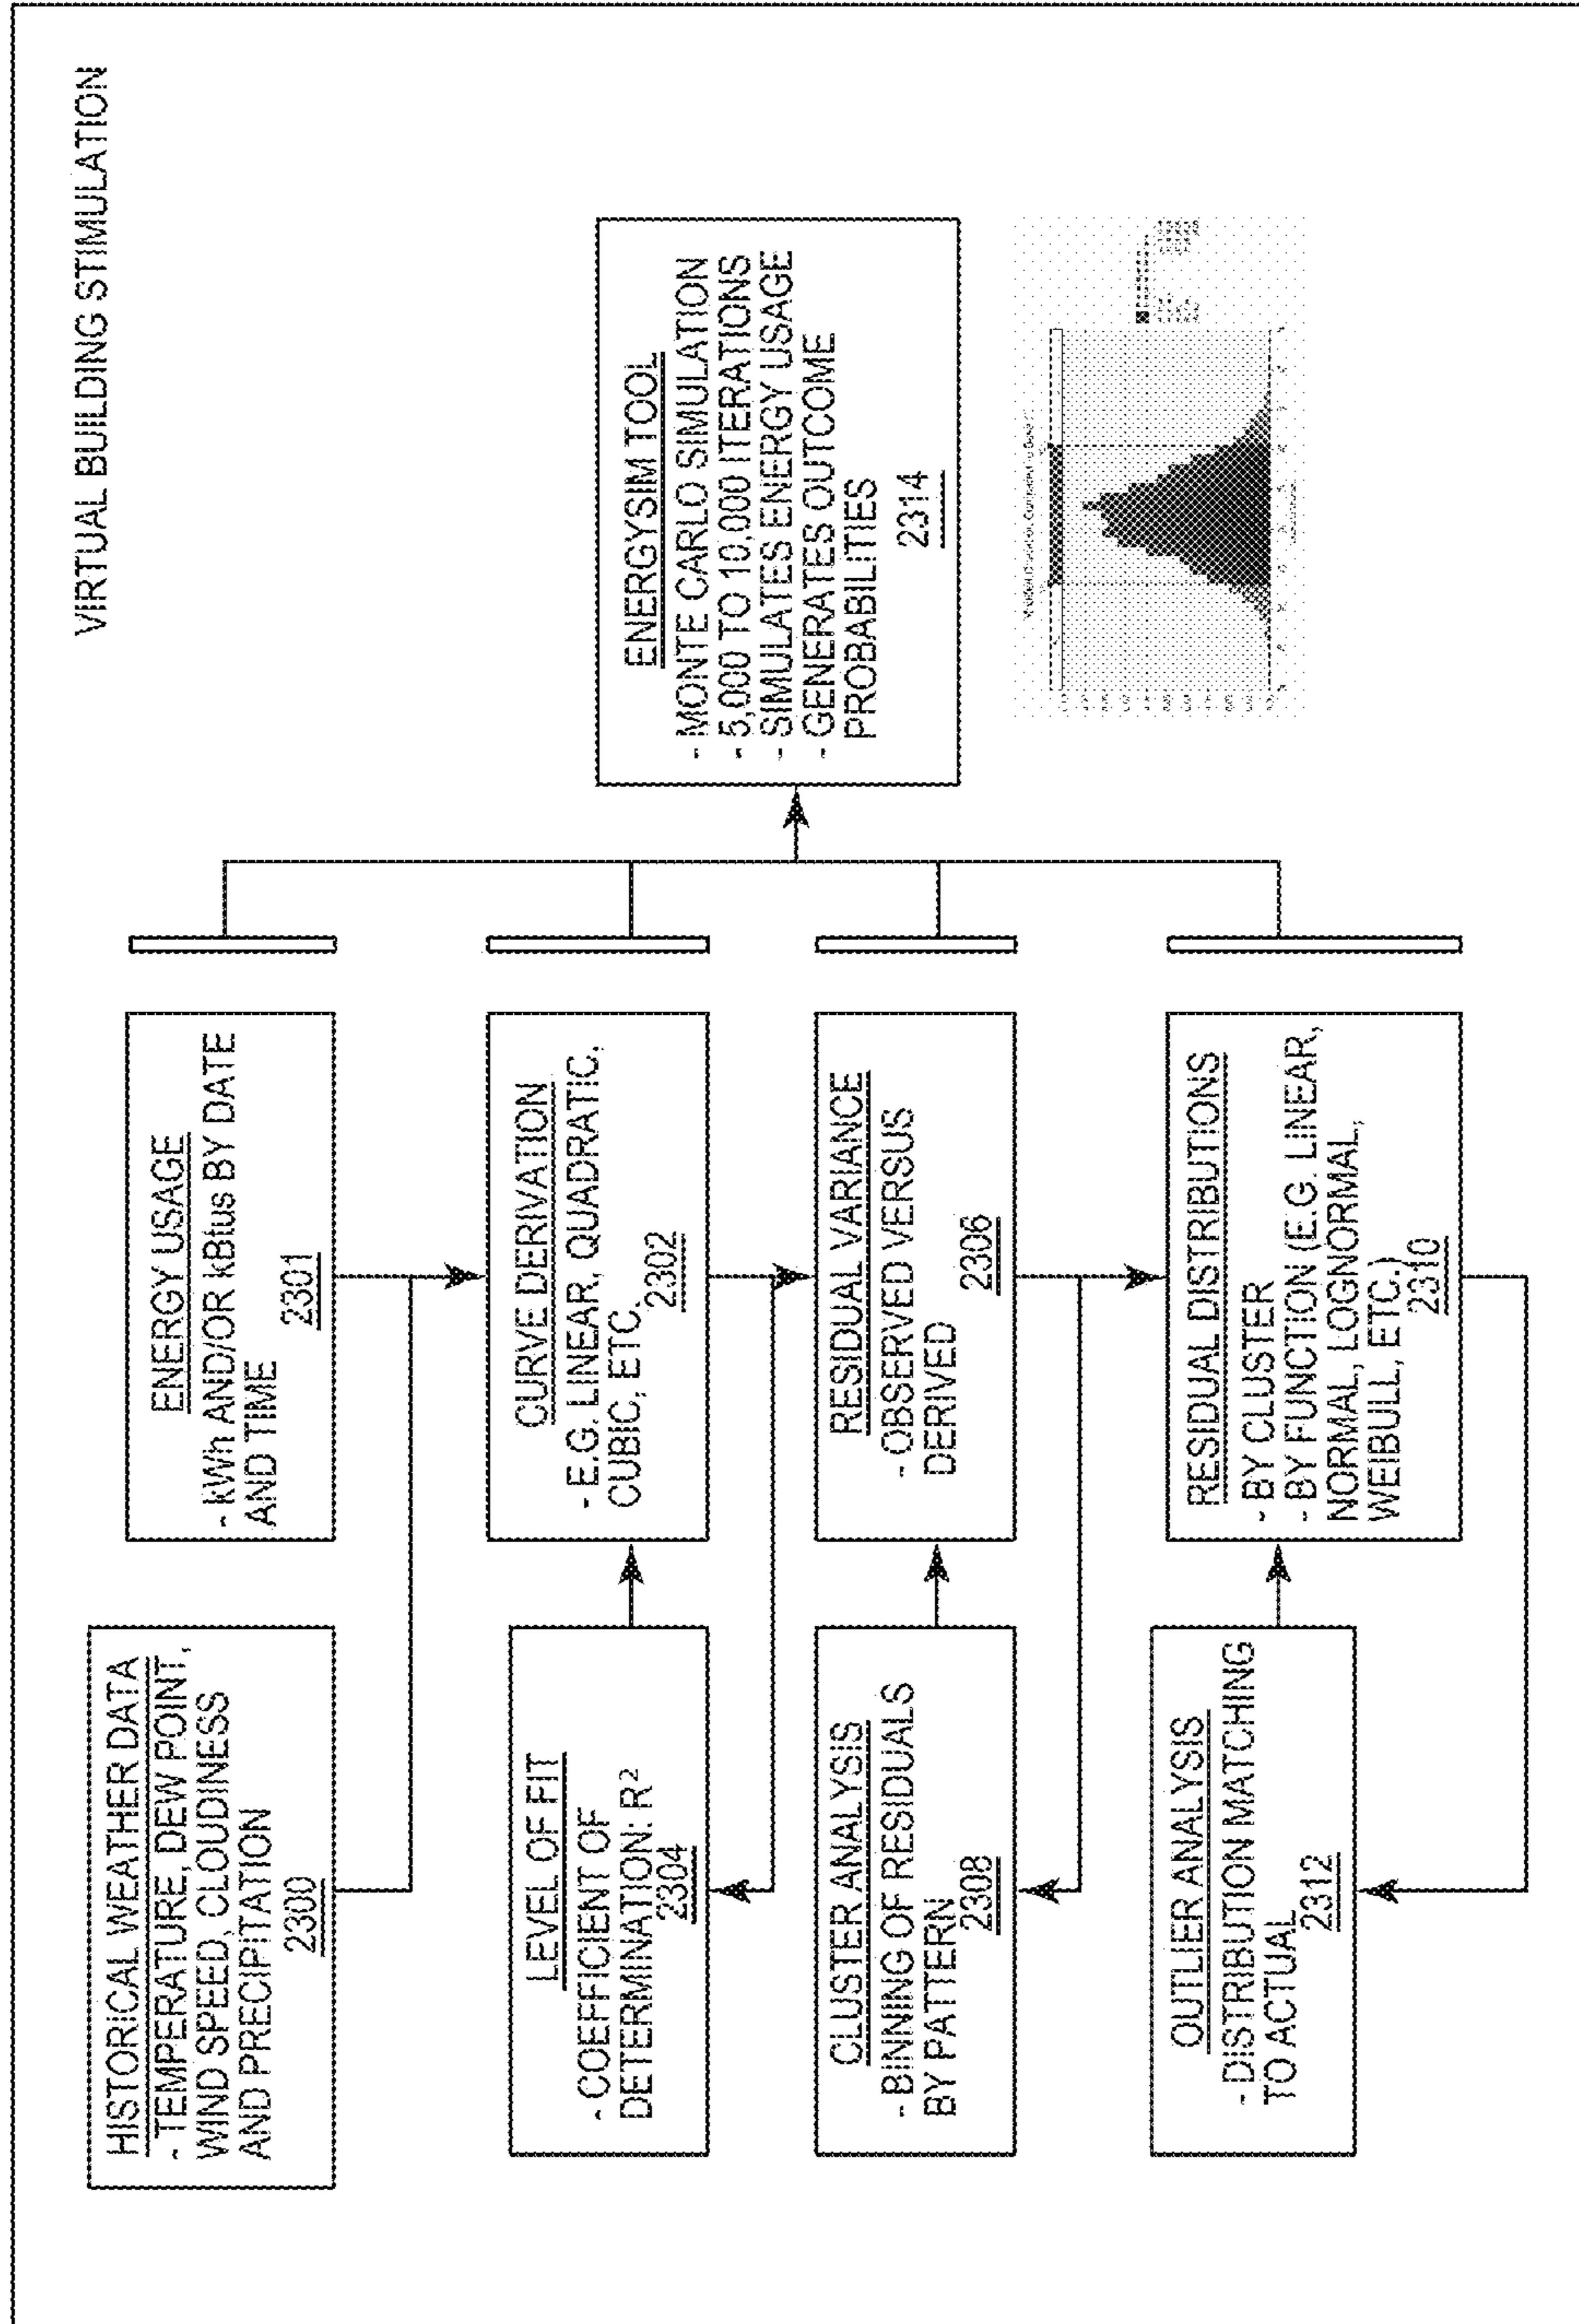 VIRTUAL BUILDING STIMULATION
HISTORICAL WEATHER DATA
- TEMPERATURE, DEW POINT,
WIND SPEED, CLOUDINESS
AND PRECIPITATION
2300
ENERGY USAGE
- kWh AND/OR kBtus BY DATE
AND TIME
2301
LEVEL OF FIT
- COEFFICIENT OF
DETERMINATION: R²
2304
CURVE DERIVATION
- E.G. LINEAR, QUADRATIC,
CUBIC, ETC.
2302
CLUSTER ANALYSIS
- BINNING OF RESIDUALS
BY PATTERN
2308
RESIDUAL VARIANCE
- OBSERVED VERSUS
DERIVED
2306
OUTLIER ANALYSIS
- DISTRIBUTION MATCHING
TO ACTUAL
2312
RESIDUAL DISTRIBUTIONS
- BY CLUSTER
- BY FUNCTION (E.G. LINEAR,
NORMAL, LOGNORMAL,
WEIBULL, ETC.)
2310
ENERGYSIM TOOL
- MONTE CARLO SIMULATION
- 5,000 TO 10,000 ITERATIONS
- SIMULATES ENERGY USAGE
- GENERATES OUTCOME
PROBABILITIES
2314